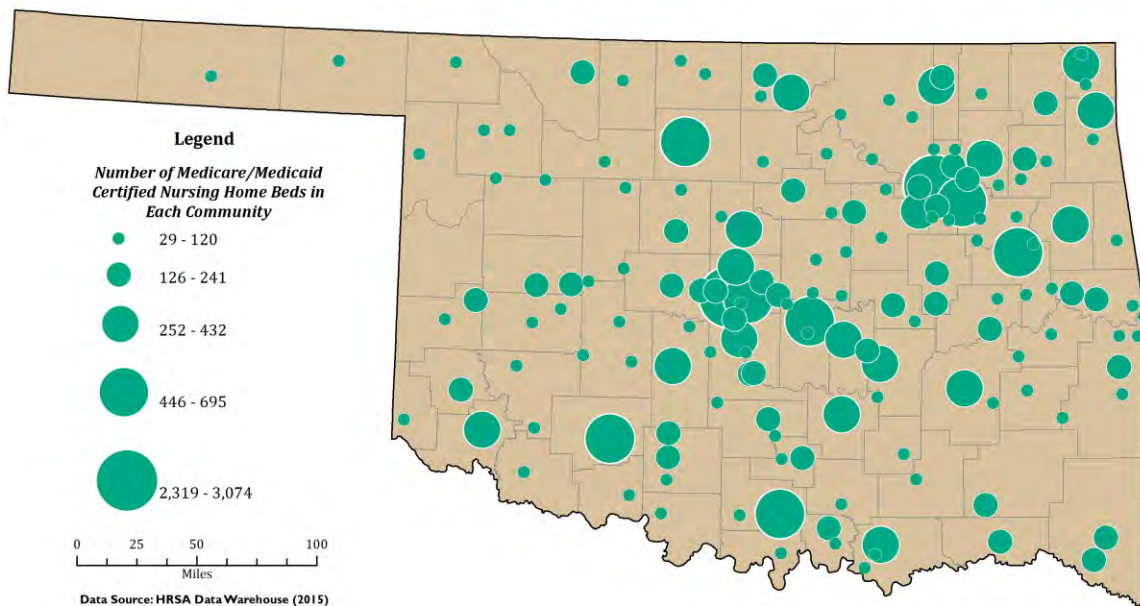 Legend
Number of Medicare/Medicaid
Certified Nursing Home Beds in
Each Community
29 - 120
126 - 241
252 - 432
446 - 695
2,319 - 3,074
0 25 50 100
Miles
Data Source: HRSA Data Warehouse (2015)